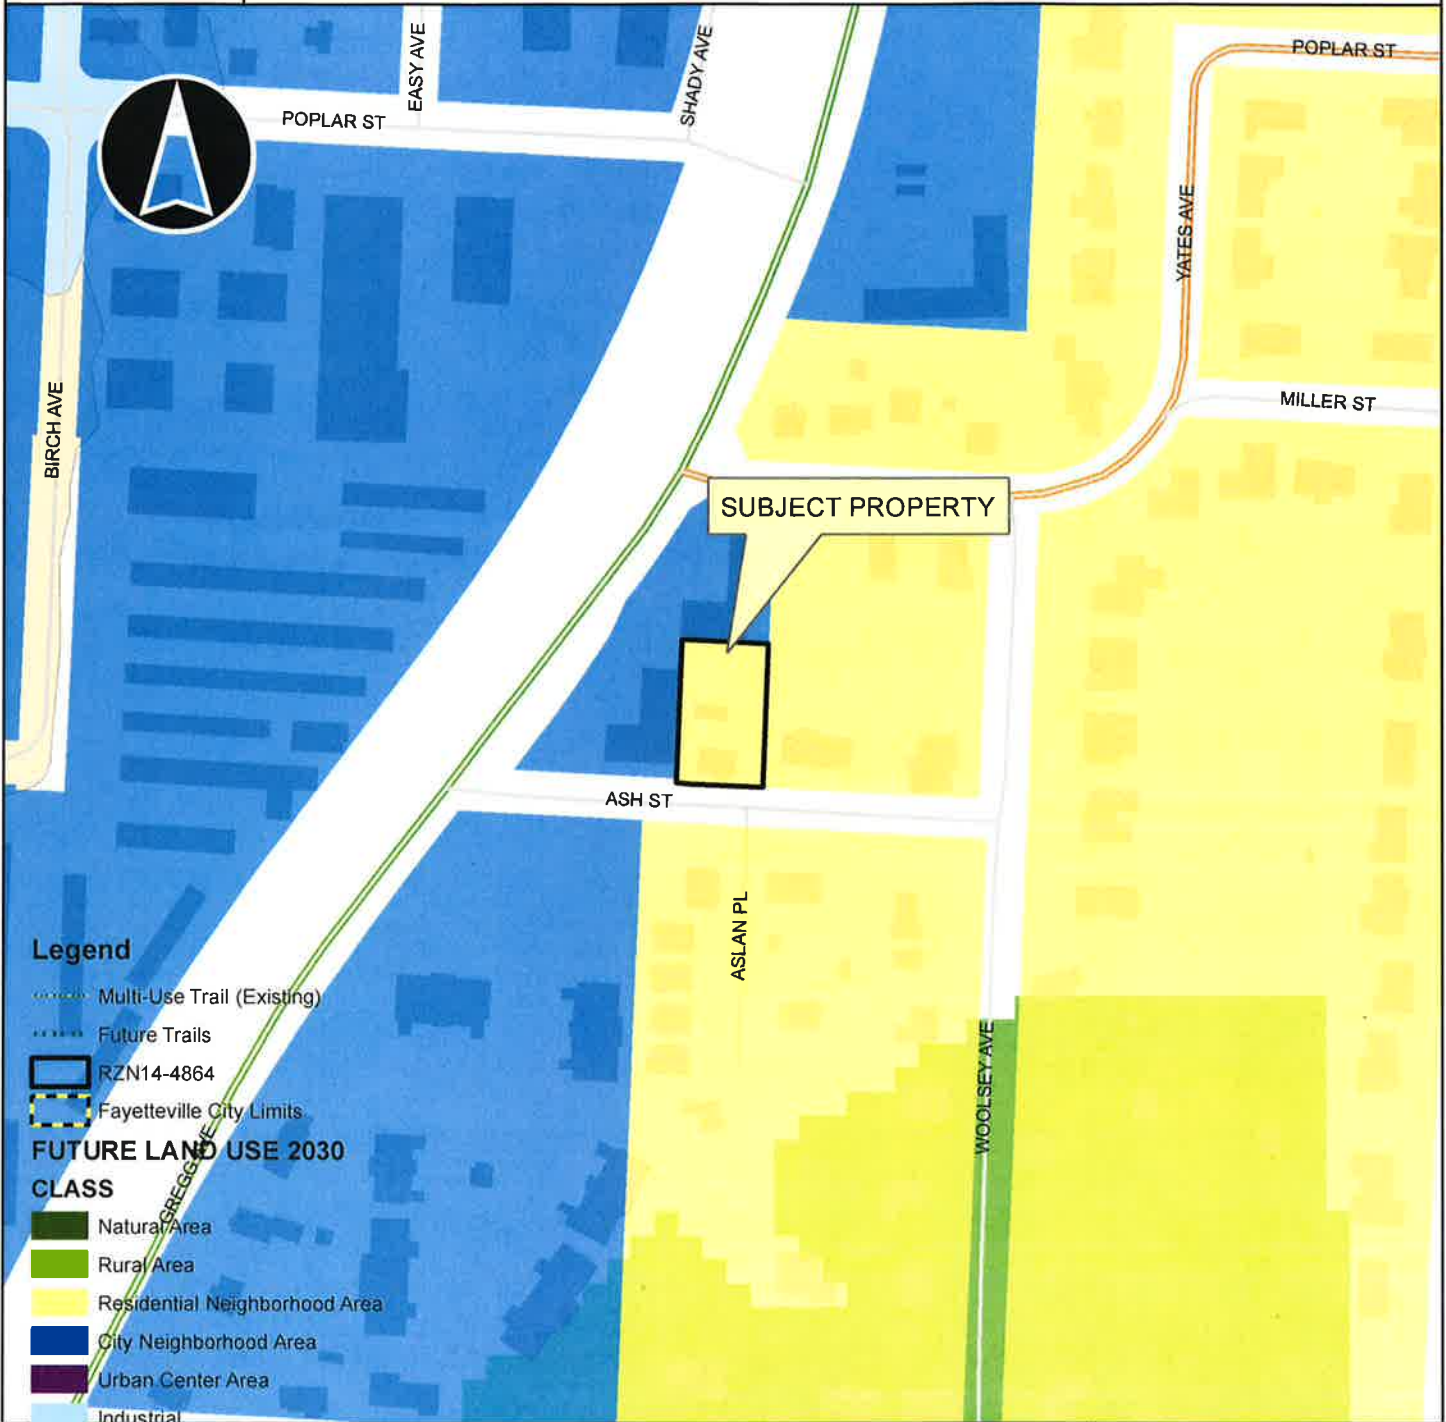 EASY AVE
SHADY AVE
POPLAR ST
POPLAR ST
YATES AVE
BIRCH AVE
MILLER ST
SUBJECT PROPERTY
ASH ST
ASLAN PL
WOOLSEY AVE
GREGG AVE
Legend
Multi-Use Trail (Existing)
Future Trails
RZN14-4864
Fayetteville City Limits
FUTURE LAND USE 2030
CLASS
Natural Area
Rural Area
Residential Neighborhood Area
City Neighborhood Area
Urban Center Area
Industrial